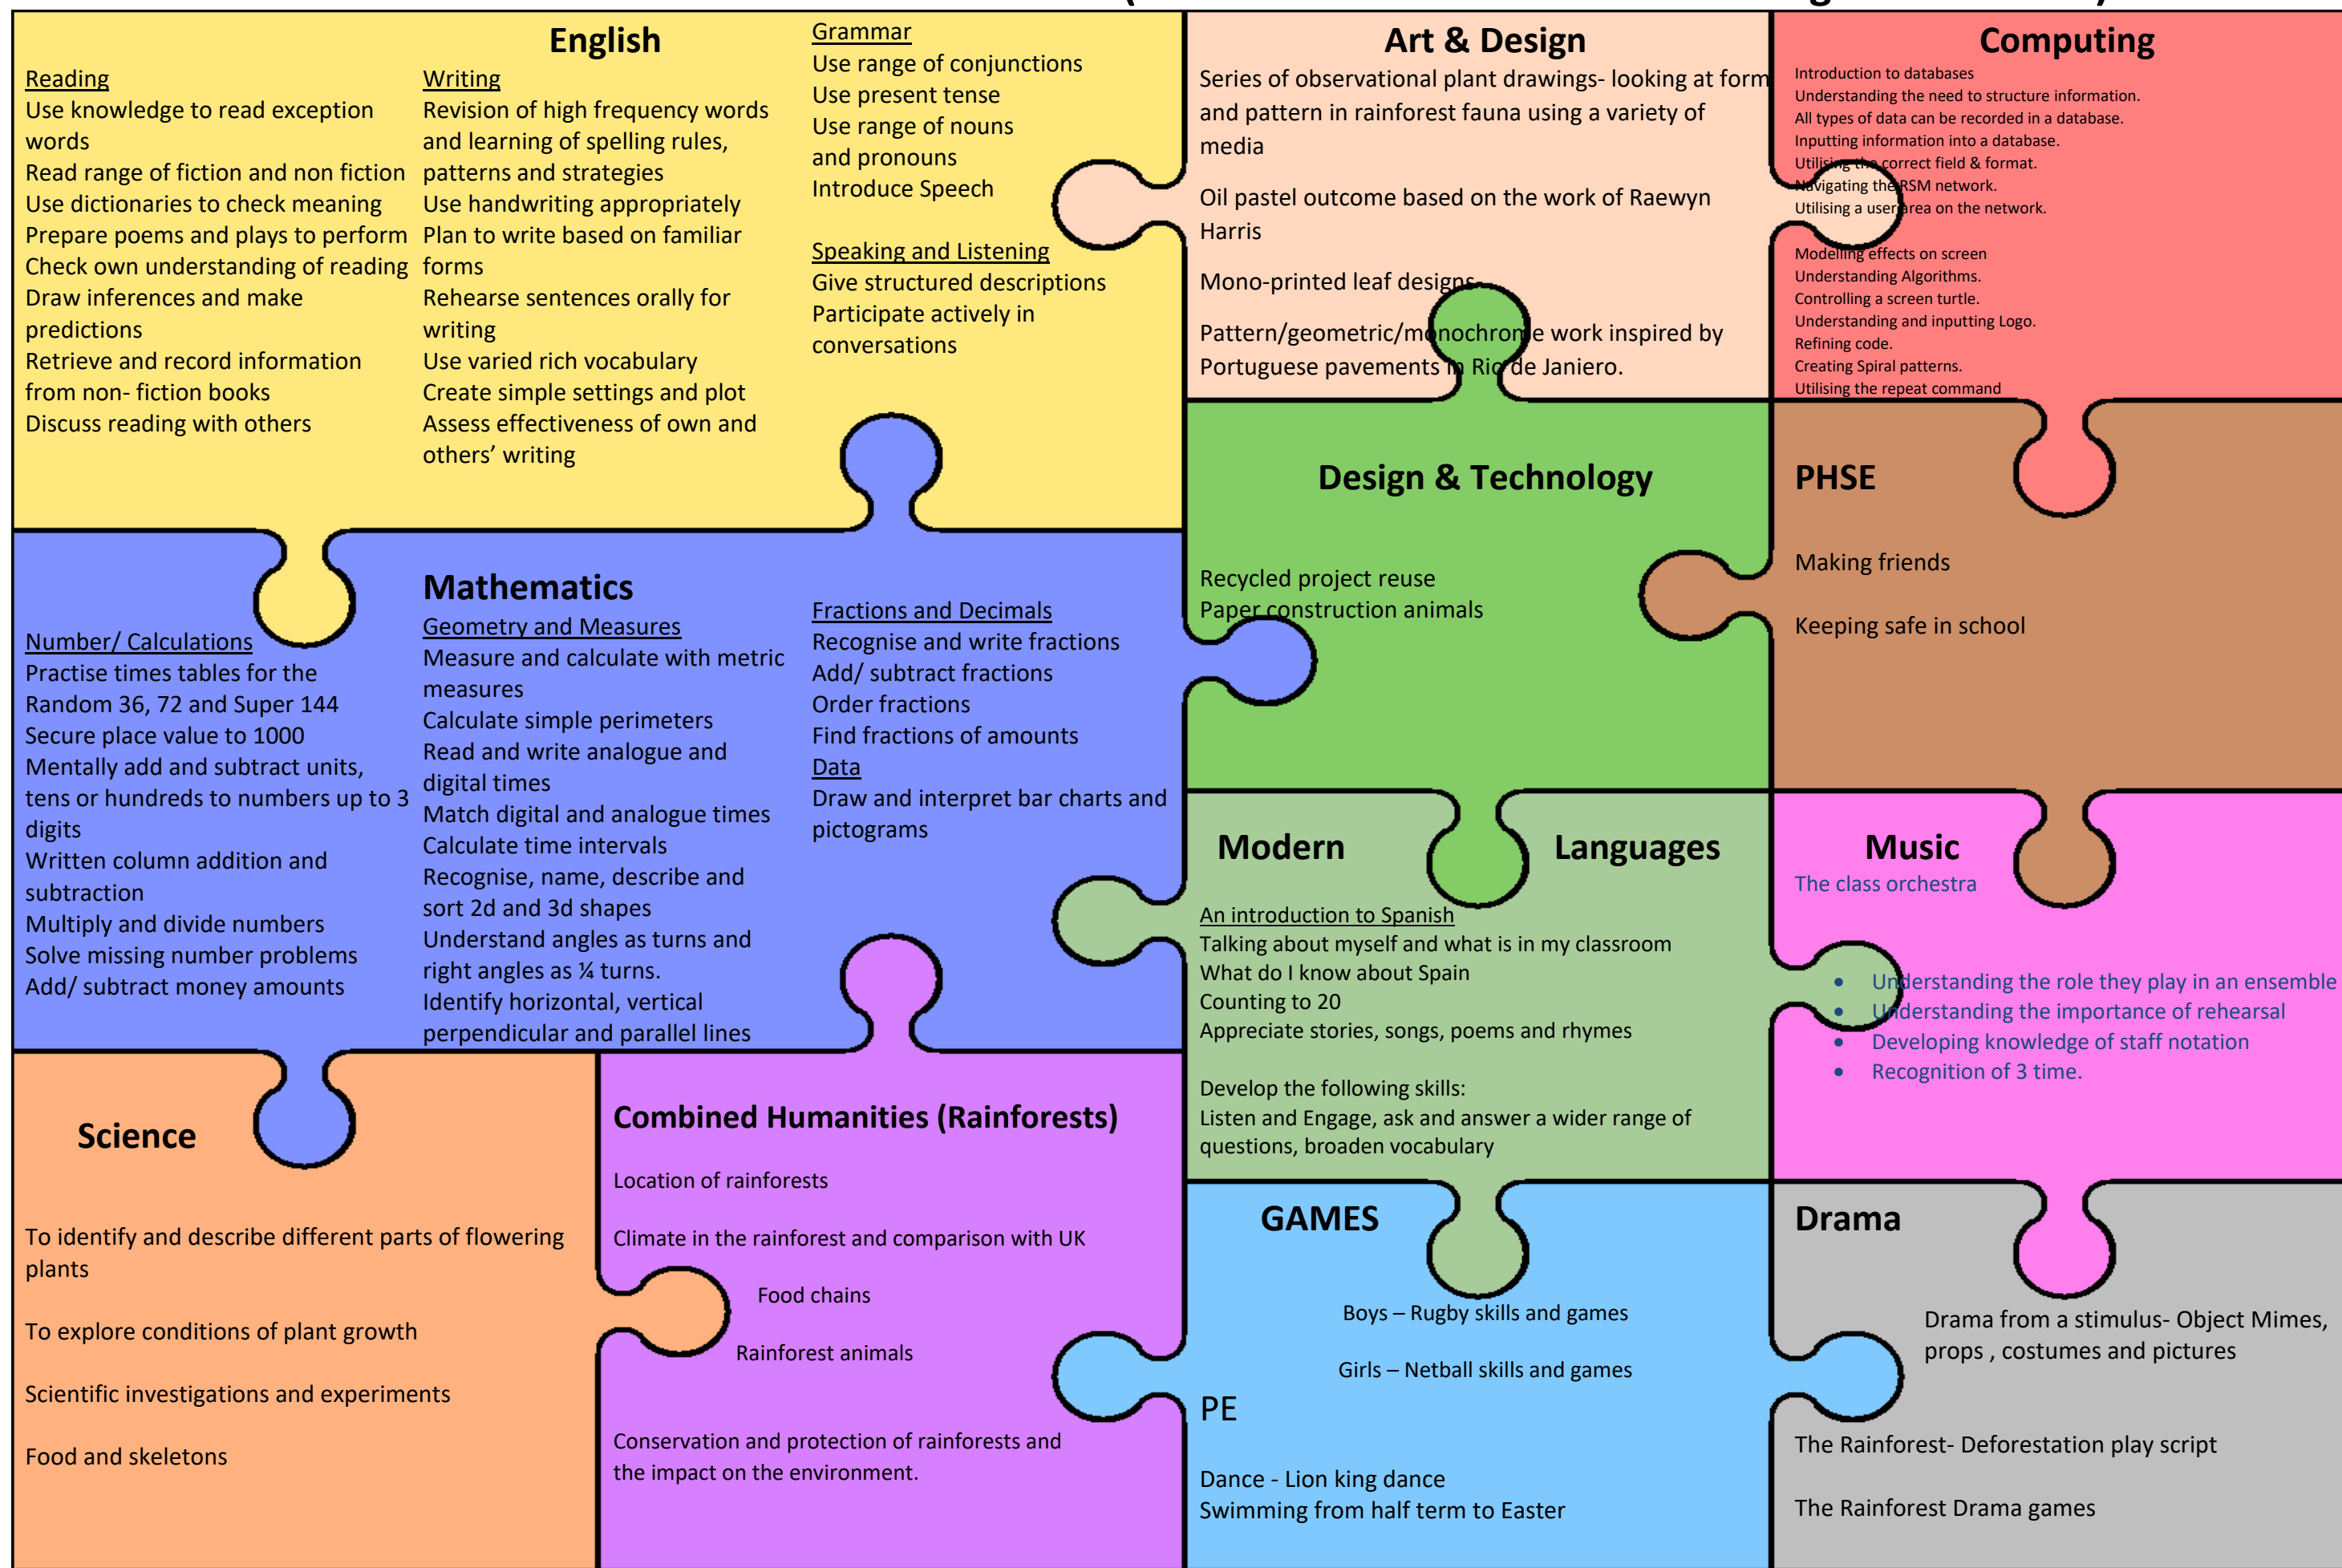 English
Reading
Use knowledge to read exception
words
Read range of fiction and non fiction
Use dictionaries to check meaning
Prepare poems and plays to perform
Check own understanding of reading
Draw inferences and make
predictions
Retrieve and record information
from non- fiction books
Discuss reading with others
Writing
Revision of high frequency words
and learning of spelling rules,
patterns and strategies
Use handwriting appropriately
Plan to write based on familiar
forms
Rehearse sentences orally for
writing
Use varied rich vocabulary
Create simple settings and plot
Assess effectiveness of own and
others’ writing
Grammar
Use range of conjunctions
Use present tense
Use range of nouns
and pronouns
Introduce Speech
Speaking and Listening
Give structured descriptions
Participate actively in
conversations
Art & Design
Series of observational plant drawings- looking at form
and pattern in rainforest fauna using a variety of
media
Oil pastel outcome based on the work of Raewyn
Harris
Mono-printed leaf designs
Pattern/geometric/monochrome work inspired by
Portuguese pavements in Rio de Janiero.
Computing
Introduction to databases
Understanding the need to structure information.
All types of data can be recorded in a database.
Inputting information into a database.
Utilising the correct field & format.
Navigating the RSM network.
Utilising a user area on the network.
Modelling effects on screen
Understanding Algorithms.
Controlling a screen turtle.
Understanding and inputting Logo.
Refining code.
Creating Spiral patterns.
Utilising the repeat command
Mathematics
Number/ Calculations
Practise times tables for the
Random 36, 72 and Super 144
Secure place value to 1000
Mentally add and subtract units,
tens or hundreds to numbers up to 3
digits
Written column addition and
subtraction
Multiply and divide numbers
Solve missing number problems
Add/ subtract money amounts
Geometry and Measures
Measure and calculate with metric
measures
Calculate simple perimeters
Read and write analogue and
digital times
Match digital and analogue times
Calculate time intervals
Recognise, name, describe and
sort 2d and 3d shapes
Understand angles as turns and
right angles as ¼ turns.
Identify horizontal, vertical
perpendicular and parallel lines
Fractions and Decimals
Recognise and write fractions
Add/ subtract fractions
Order fractions
Find fractions of amounts
Data
Draw and interpret bar charts and
pictograms
Design & Technology
Recycled project reuse
Paper construction animals
PHSE
Making friends
Keeping safe in school
Modern Languages
An introduction to Spanish
Talking about myself and what is in my classroom
What do I know about Spain
Counting to 20
Appreciate stories, songs, poems and rhymes
Develop the following skills:
Listen and Engage, ask and answer a wider range of
questions, broaden vocabulary
Music
The class orchestra
• Understanding the role they play in an ensemble
• Understanding the importance of rehearsal
• Developing knowledge of staff notation
• Recognition of 3 time.
Science
To identify and describe different parts of flowering
plants
To explore conditions of plant growth
Scientific investigations and experiments
Food and skeletons
Combined Humanities (Rainforests)
Location of rainforests
Climate in the rainforest and comparison with UK
Food chains
Rainforest animals
Conservation and protection of rainforests and
the impact on the environment.
GAMES
Boys – Rugby skills and games
Girls – Netball skills and games
PE
Dance - Lion king dance
Swimming from half term to Easter
Drama
Drama from a stimulus- Object Mimes,
props , costumes and pictures
The Rainforest- Deforestation play script
The Rainforest Drama games